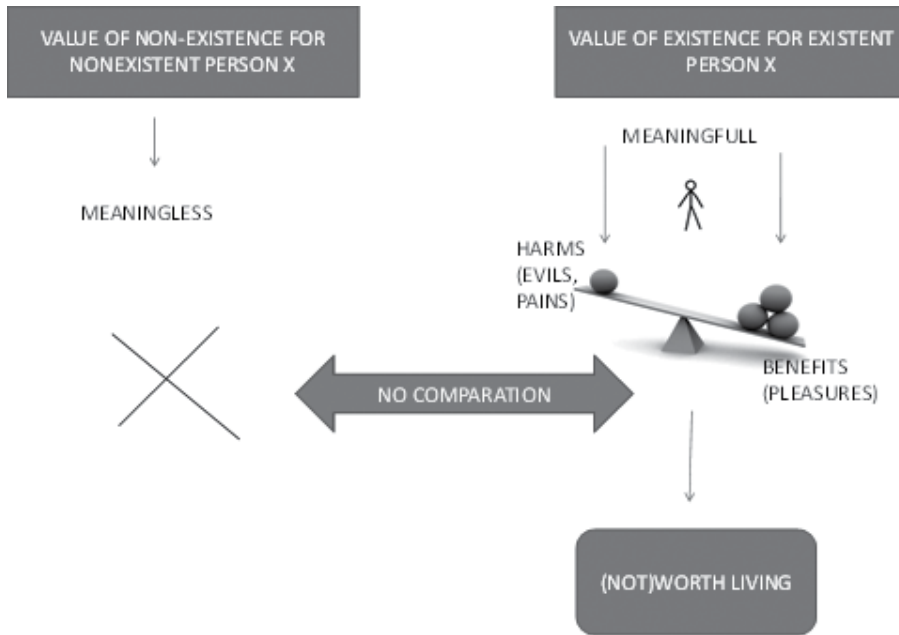 VALUE OF NON-EXISTENCE FOR
NONEXISTENT PERSON X
VALUE OF EXISTENCE FOR EXISTENT
PERSON X
MEANINGLESS
MEANINGFULL
HARMS
(EVILS,
PAINS)
BENEFITS
(PLEASURES)
NO COMPARATION
(NOT)WORTH LIVING